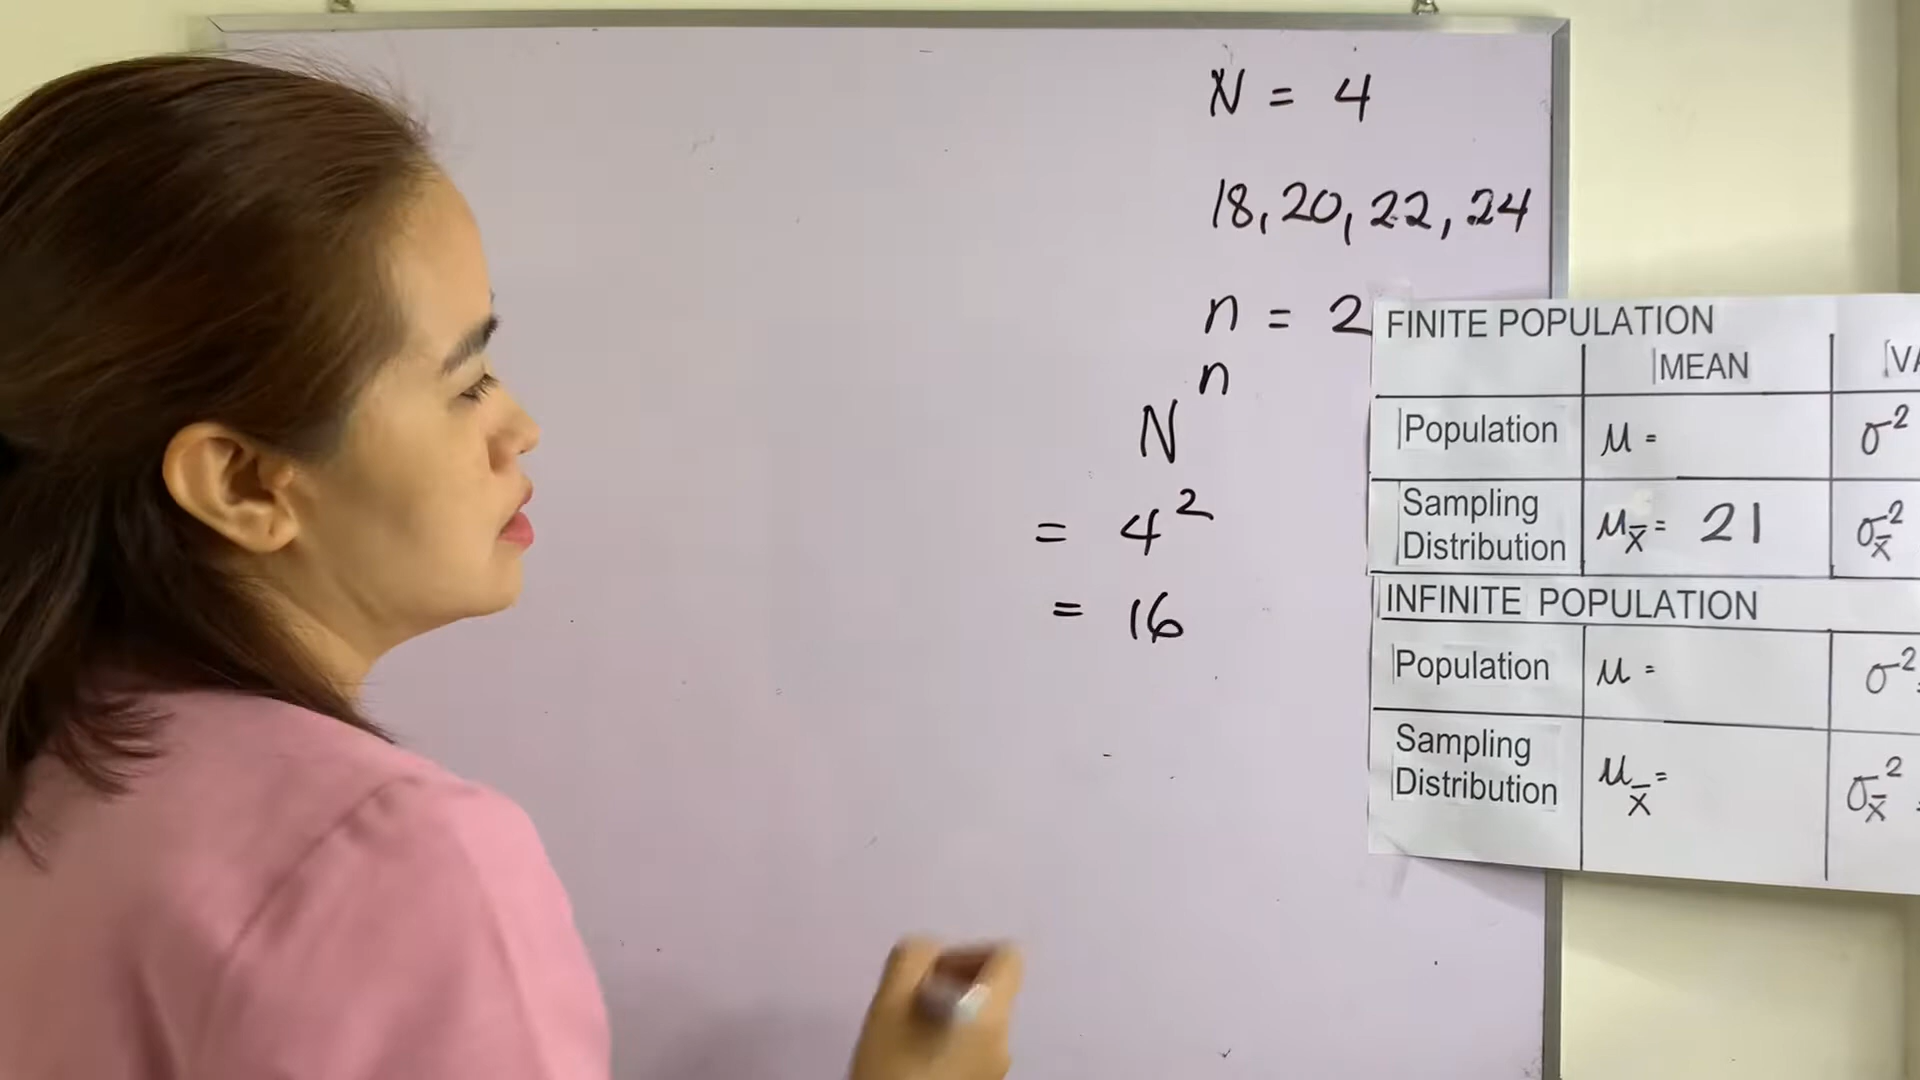 N = 4
18, 20, 22, 24
n = 2
Nⁿ
= 4²
= 16
FINITE POPULATION
MEAN
Population μ = σ²
Sampling Distribution μx̄ = 21 σ²x̄
INFINITE POPULATION
Population μ = σ²
Sampling Distribution μx̄ = σ²x̄